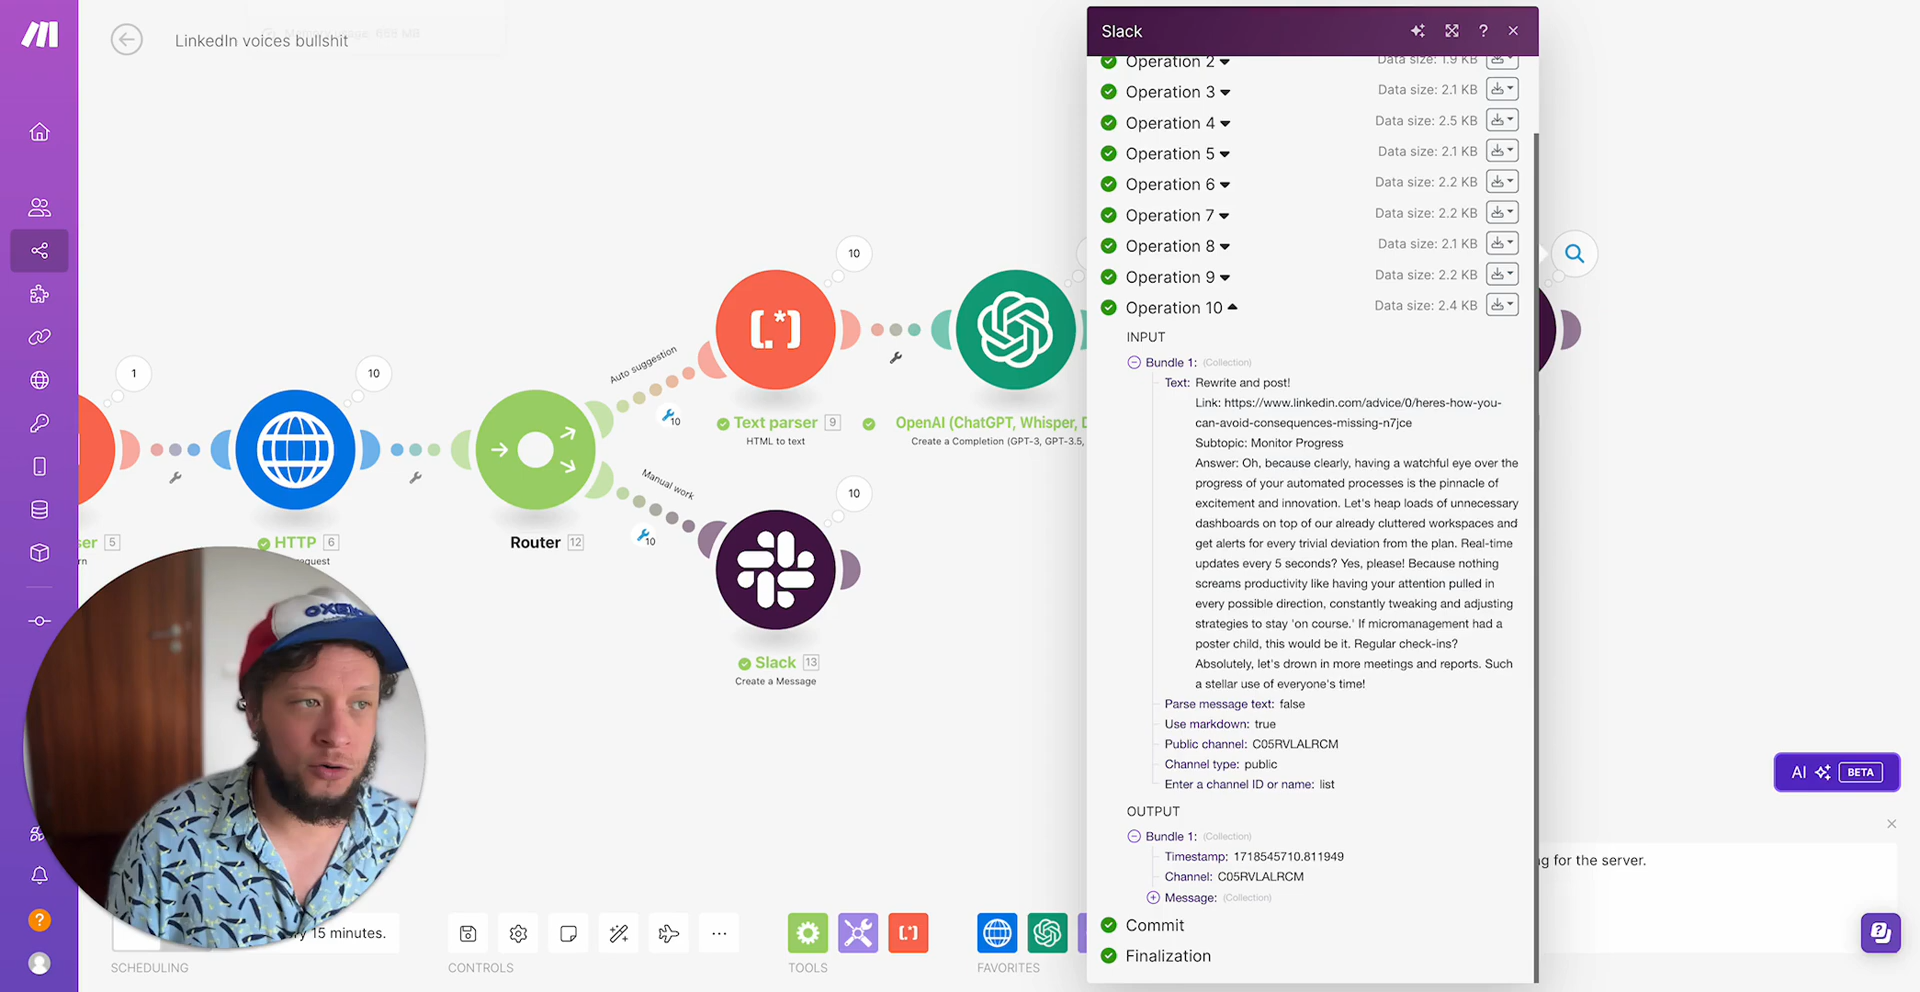 LinkedIn voices bullshit
Slack
Operation 2
Data size: 1.9 KB
Operation 3
Data size: 2.1 KB
Operation 4
Data size: 2.5 KB
Operation 5
Data size: 2.1 KB
Operation 6
Data size: 2.2 KB
Operation 7
Data size: 2.2 KB
Operation 8
Data size: 2.1 KB
Operation 9
Data size: 2.2 KB
Operation 10
Data size: 2.4 KB
INPUT
Bundle 1: (Collection)
Text: Rewrite and post!
Link: https://www.linkedin.com/advice/0/heres-how-you-
can-avoid-consequences-missing-n7jce
Subtopic: Monitor Progress
Answer: Oh, because clearly, having a watchful eye over the
progress of your automated processes is the pinnacle of
excitement and innovation. Let's heap loads of unnecessary
dashboards on top of our already cluttered workspaces and
get alerts for every trivial deviation from the plan. Real-time
updates every 5 seconds? Yes, please! Because nothing
screams productivity like having your attention pulled in
every possible direction, constantly tweaking and adjusting
strategies to stay 'on course.' If micromanagement had a
poster child, this would be it. Regular check-ins?
Absolutely, let's drown in more meetings and reports. Such
a stellar use of everyone's time!
Parse message text: false
Use markdown: true
Public channel: C05RVLALRCM
Channel type: public
Enter a channel ID or name: list
OUTPUT
Bundle 1: (Collection)
Timestamp: 1718545710.811949
Channel: C05RVLALRCM
Message: (Collection)
Commit
Finalization
1
10
10
10
Auto suggestion
Manual work
10
10
[.*]
Text parser 9
HTML to text
OpenAI (ChatGPT, Whisper, D
Create a Completion (GPT-3, GPT-3.5,
ser 5
rn
HTTP 6
request
Router 12
Slack 13
Create a Message
AI BETA
g for the server.
15 minutes.
SCHEDULING
CONTROLS
TOOLS
FAVORITES